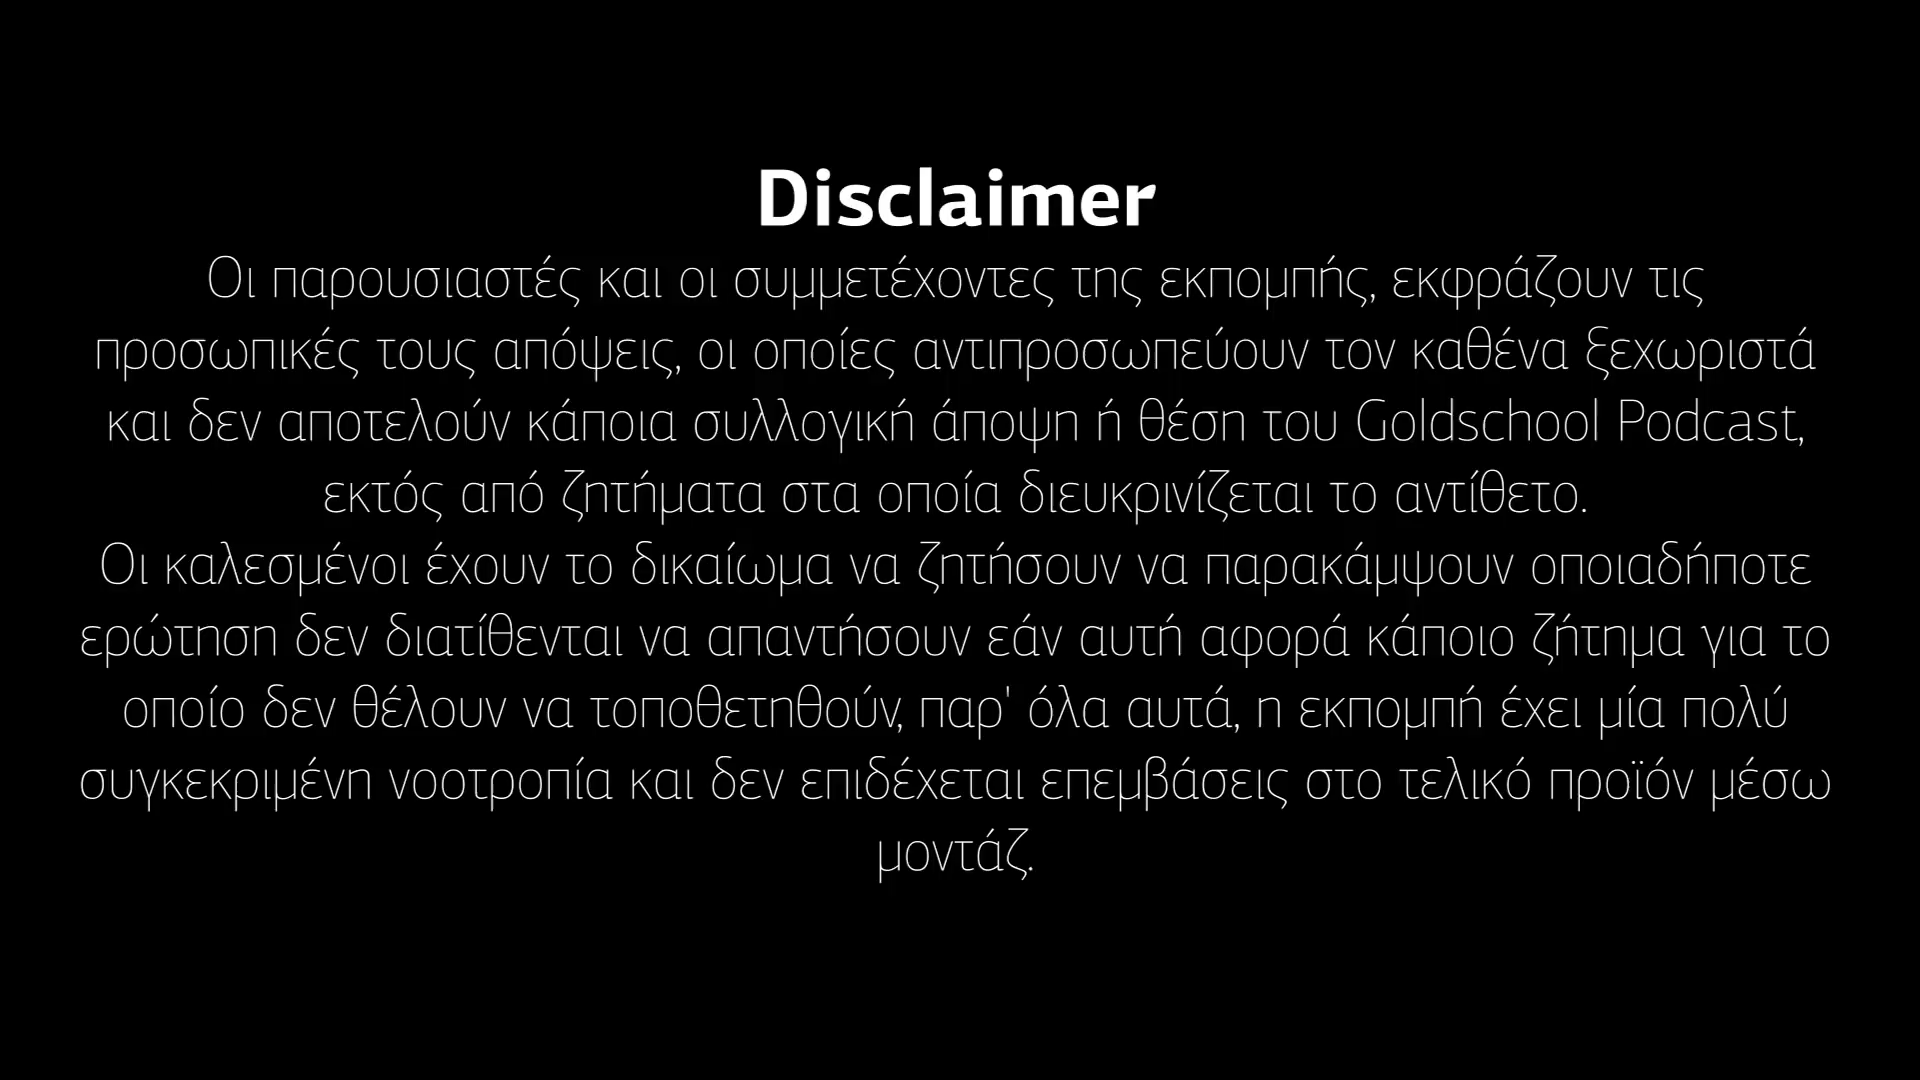 Disclaimer
Οι παρουσιαστές και οι συμμετέχοντες της εκπομπής, εκφράζουν τις
προσωπικές τους απόψεις, οι οποίες αντιπροσωπεύουν τον καθένα ξεχωριστά
και δεν αποτελούν κάποια συλλογική άποψη ή θέση του Goldschool Podcast,
εκτός από ζητήματα στα οποία διευκρινίζεται το αντίθετο.
Οι καλεσμένοι έχουν το δικαίωμα να ζητήσουν να παρακάμψουν οποιαδήποτε
ερώτηση δεν διατίθενται να απαντήσουν εάν αυτή αφορά κάποιο ζήτημα για το
οποίο δεν θέλουν να τοποθετηθούν, παρ' όλα αυτά, η εκπομπή έχει μία πολύ
συγκεκριμένη νοοτροπία και δεν επιδέχεται επεμβάσεις στο τελικό προϊόν μέσω
μοντάζ.